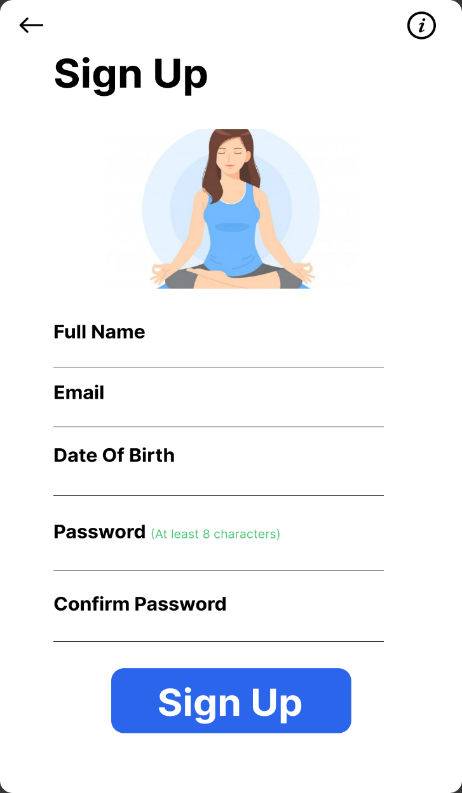 i
Sign Up
Full Name
Email
Date Of Birth
Password (At least 8 characters)
Confirm Password
Sign Up